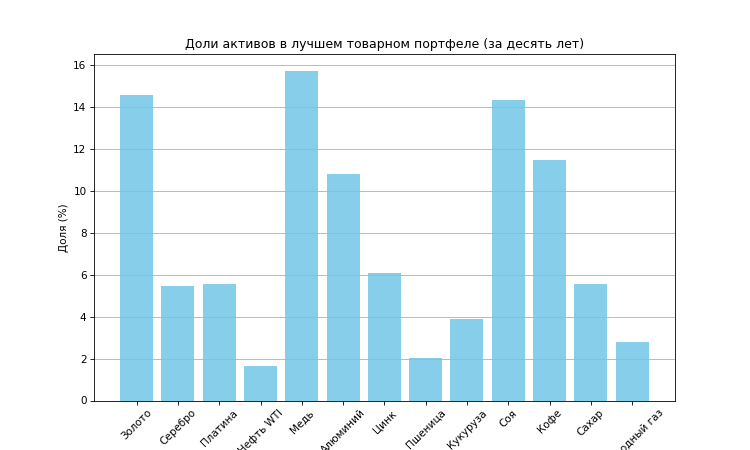 Доли активов в лучшем товарном портфеле (за десять лет)
Доля (%)
16
14
12
10
8
6
4
2
0
Золото
Серебро
Платина
Нефть WTI
Медь
Алюминий
Цинк
Пшеница
Кукуруза
Соя
Кофе
Сахар
газ